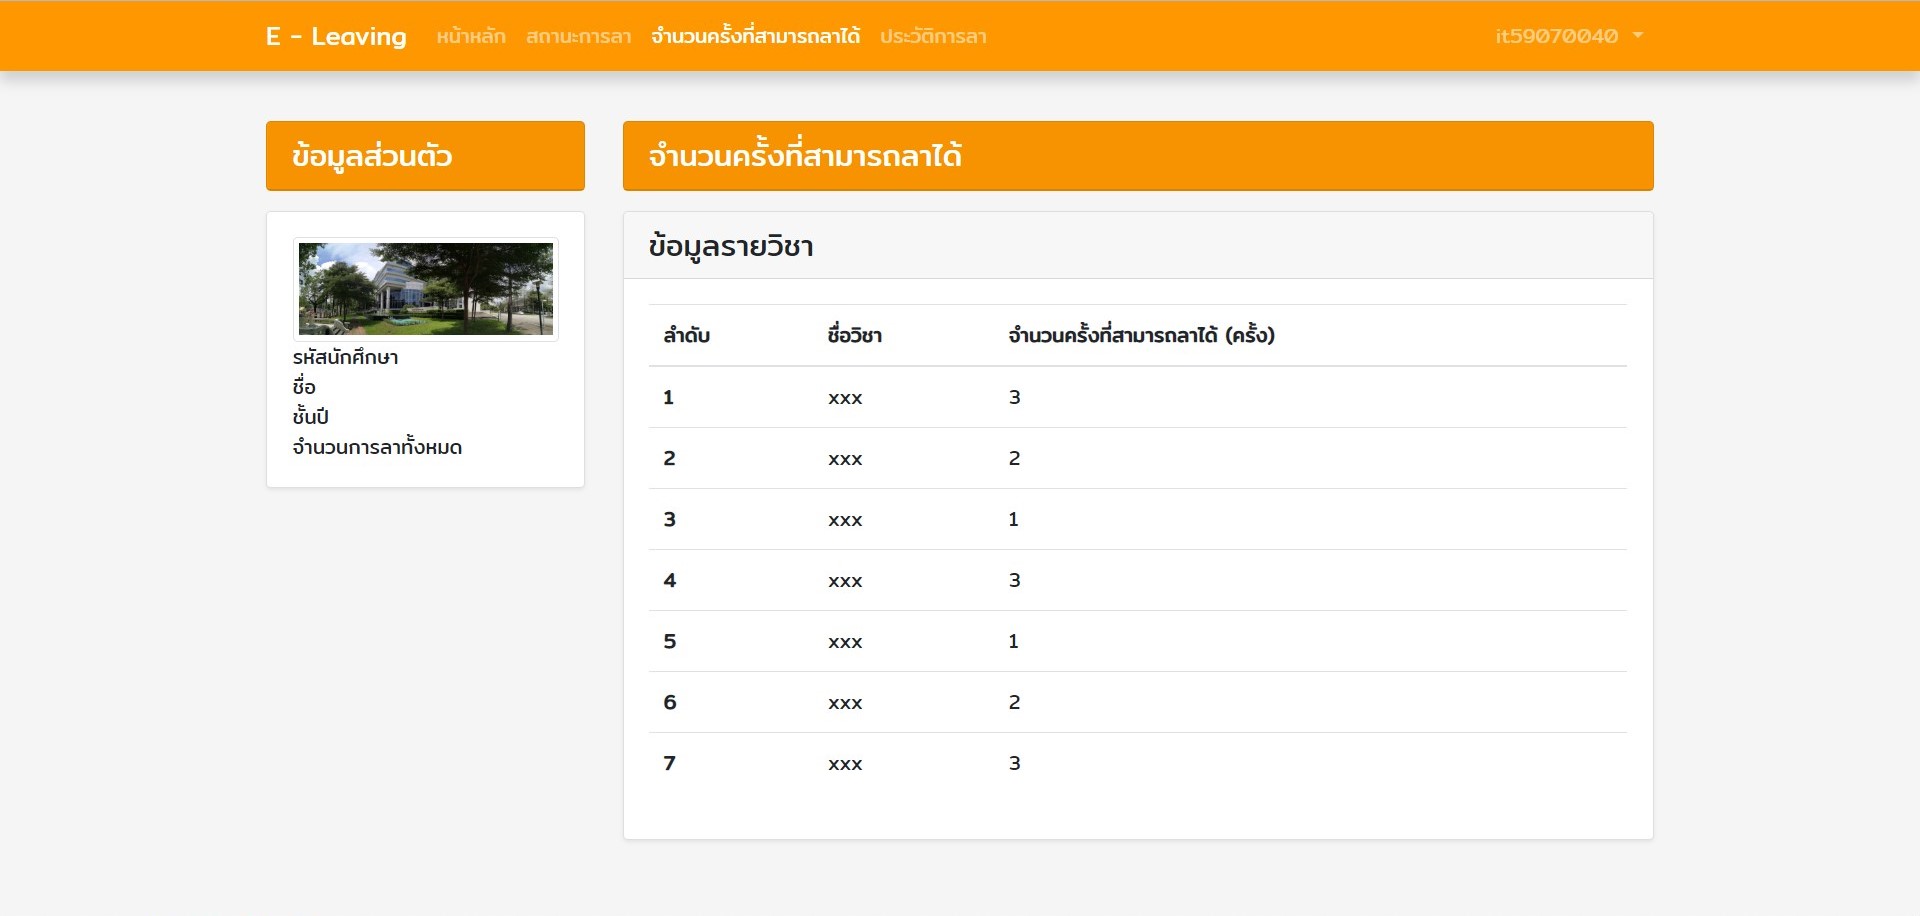 E - Leaving หน้าหลัก สถานะการลา จำนวนครั้งที่สามารถลาได้ ประวัติการลา it59070040
ข้อมูลส่วนตัว
รหัสนักศึกษา
ชื่อ
ชั้นปี
จำนวนการลาทั้งหมด
จำนวนครั้งที่สามารถลาได้
ข้อมูลรายวิชา
ลำดับ ชื่อวิชา จำนวนครั้งที่สามารถลาได้ (ครั้ง)
1 xxx 3
2 xxx 2
3 xxx 1
4 xxx 3
5 xxx 1
6 xxx 2
7 xxx 3